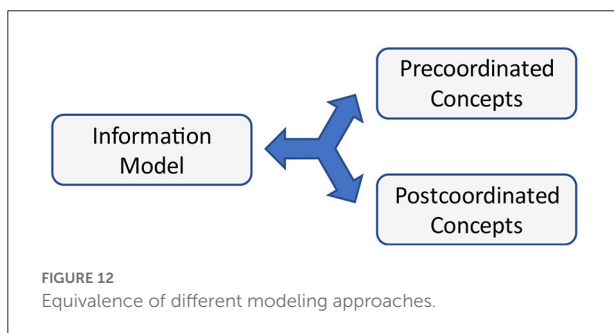 Precoordinated
Concepts
Information
Model
Postcoordinated
Concepts
FIGURE 12
Equivalence of different modeling approaches.